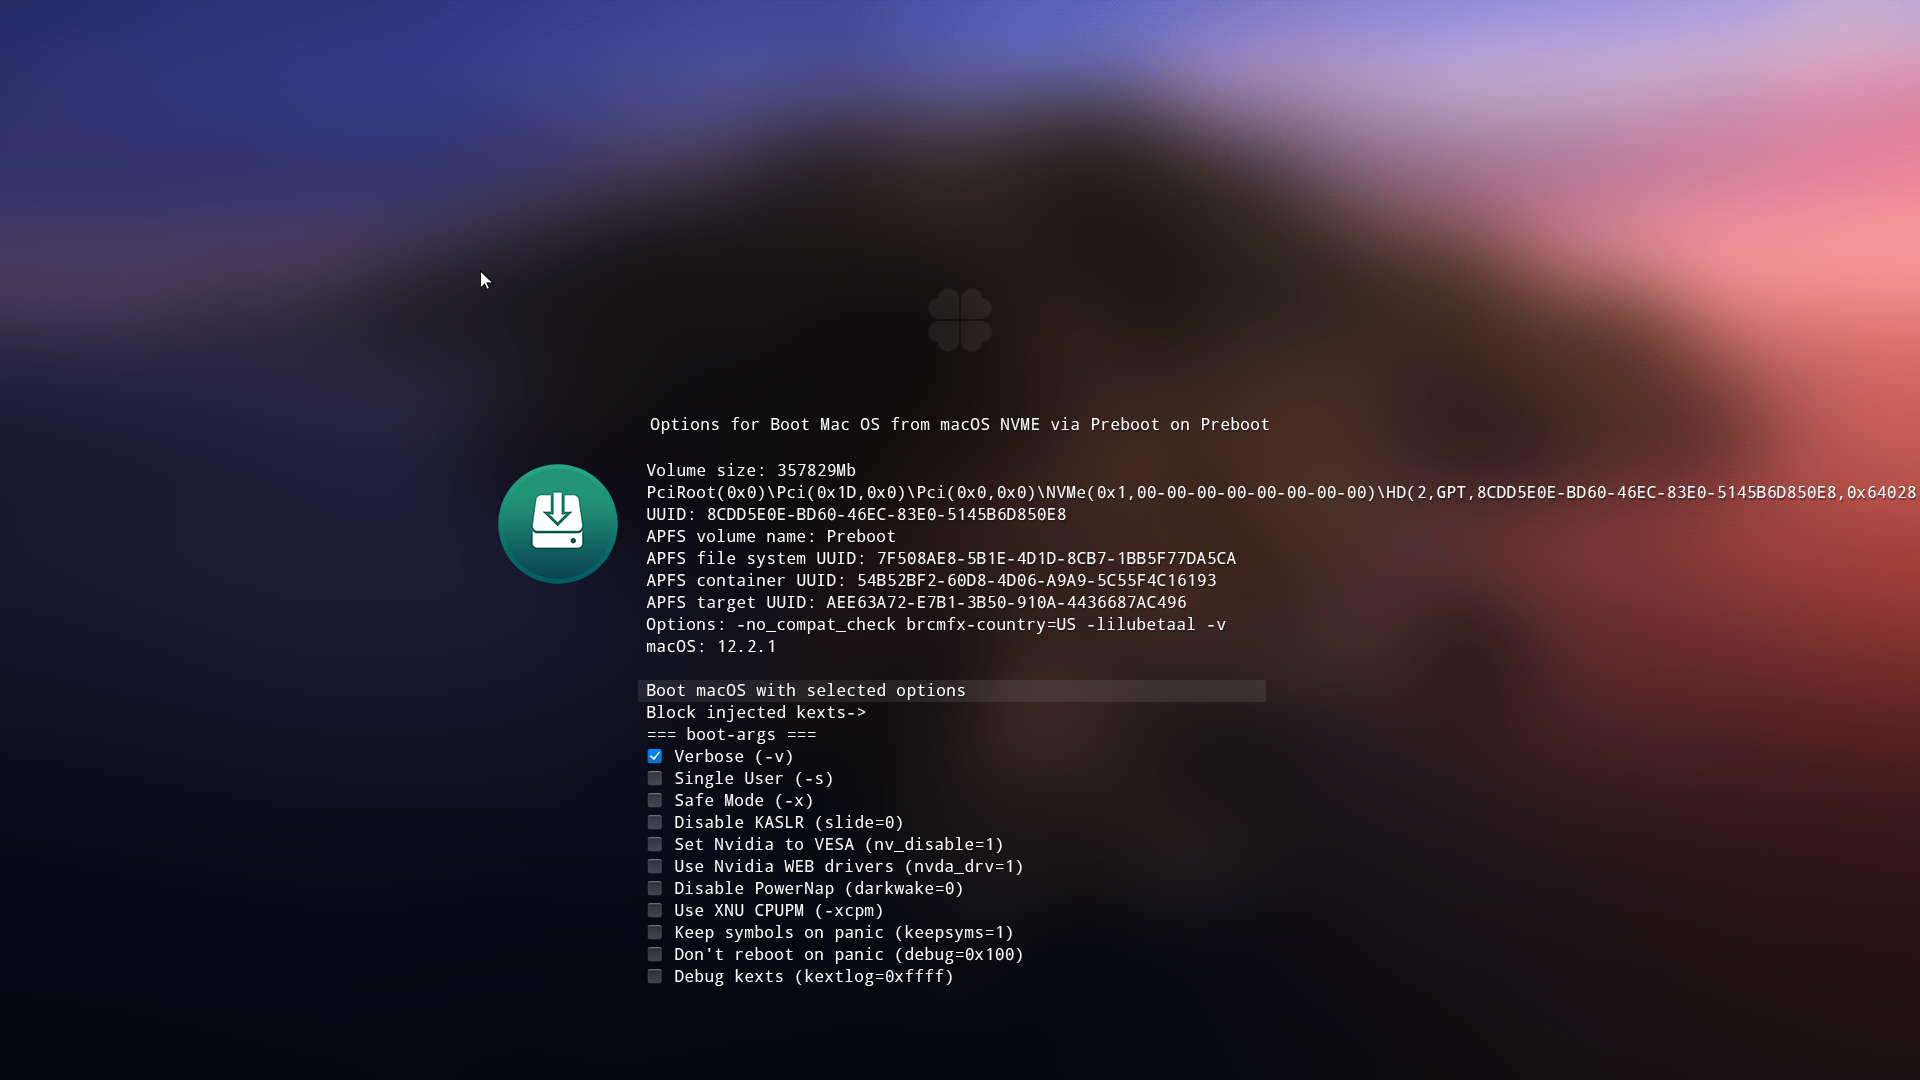 Options for Boot Mac OS from macOS NVME via Preboot on Preboot
Volume size: 357829Mb
PciRoot(0x0)\Pci(0x1D,0x0)\Pci(0x0,0x0)\NVMe(0x1,00-00-00-00-00-00-00-00)\HD(2,GPT,8CDD5E0E-BD60-46EC-83E0-5145B6D850E8,0x64028
UUID: 8CDD5E0E-BD60-46EC-83E0-5145B6D850E8
APFS volume name: Preboot
APFS file system UUID: 7F508AE8-5B1E-4D1D-8CB7-1BB5F77DA5CA
APFS container UUID: 54B52BF2-60D8-4D06-A9A9-5C55F4C16193
APFS target UUID: AEE63A72-E7B1-3B50-910A-4436687AC496
Options: -no_compat_check brcmfx-country=US -lilubetaal -v
macOS: 12.2.1
Boot macOS with selected options
Block injected kexts->
=== boot-args ===
Verbose (-v)
Single User (-s)
Safe Mode (-x)
Disable KASLR (slide=0)
Set Nvidia to VESA (nv_disable=1)
Use Nvidia WEB drivers (nvda_drv=1)
Disable PowerNap (darkwake=0)
Use XNU CPUPM (-xcpm)
Keep symbols on panic (keepsyms=1)
Don't reboot on panic (debug=0x100)
Debug kexts (kextlog=0xffff)